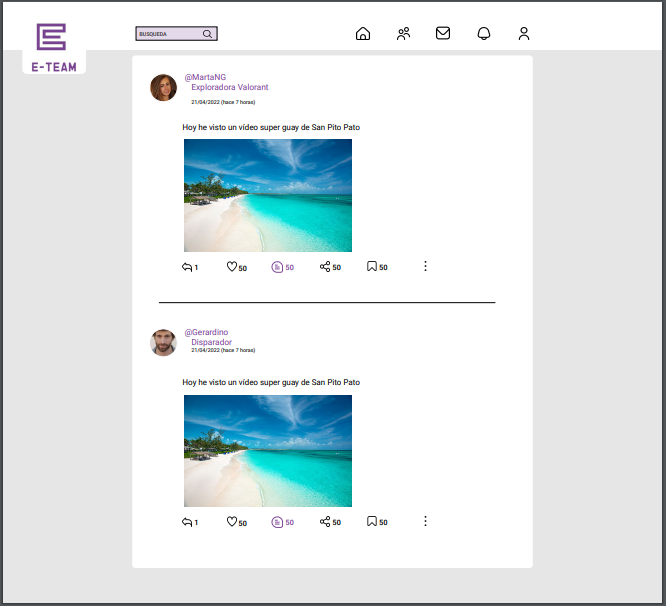 E-TEAM
BUSQUEDA
@MartaNG
Exploradora Valorant
21/04/2022 (hace 7 horas)
Hoy he visto un vídeo super guay de San Pito Pato
1 50 50 50 50
@Gerardino
Disparador
21/04/2022 (hace 7 horas)
Hoy he visto un vídeo super guay de San Pito Pato
1 50 50 50 50